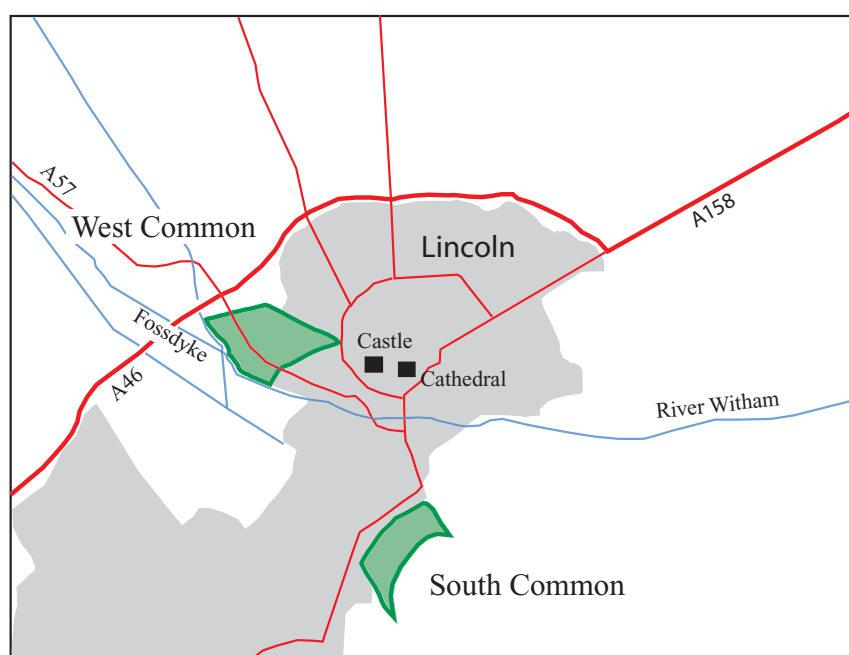 A57
West Common
Lincoln
A158
Fossdyke
Castle
Cathedral
A46
River Witham
South Common